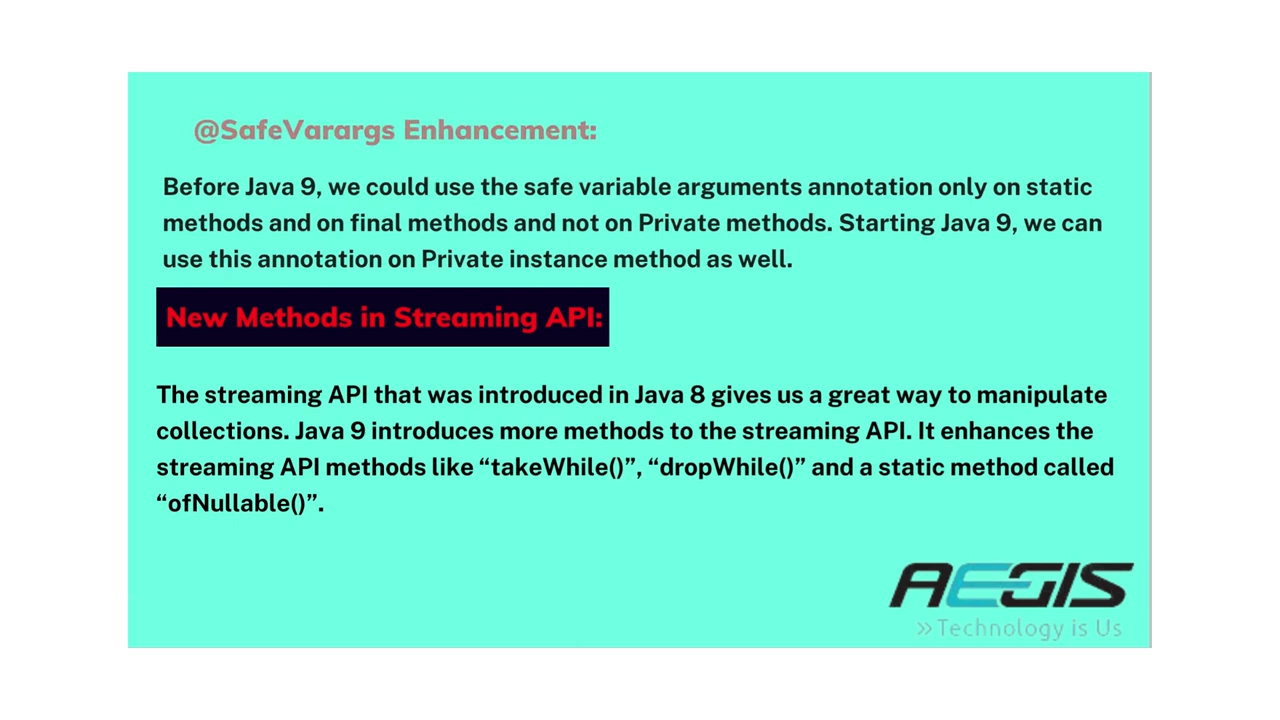 @SafeVarargs Enhancement:
Before Java 9, we could use the safe variable arguments annotation only on static
methods and on final methods and not on Private methods. Starting Java 9, we can
use this annotation on Private instance method as well.
New Methods in Streaming API:
The streaming API that was introduced in Java 8 gives us a great way to manipulate
collections. Java 9 introduces more methods to the streaming API. It enhances the
streaming API methods like “takeWhile()”, “dropWhile()” and a static method called
“ofNullable()”.
AEGIS
»Technology is Us